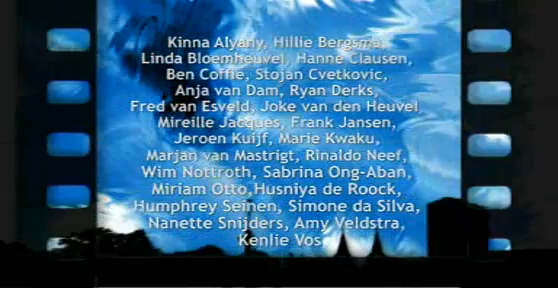 Kinna Alyany, Hillie Bergsma,
Linda Bloemheuvel, Hanne Clausen,
Ben Coffie, Stojan Cvetkovic,
Anja van Dam, Ryan Derks,
Fred van Esveld, Joke van den Heuvel,
Mireille Jacques, Frank Jansen,
Jeroen Kuijf, Marie Kwaku,
Marjan van Mastrigt, Rinaldo Neef,
Wim Nottroth, Sabrina Ong-Aban,
Miriam Otto,Husniya de Roock,
Humphrey Seinen, Simone da Silva,
Nanette Snijders, Amy Veldstra,
Kenlie Vos